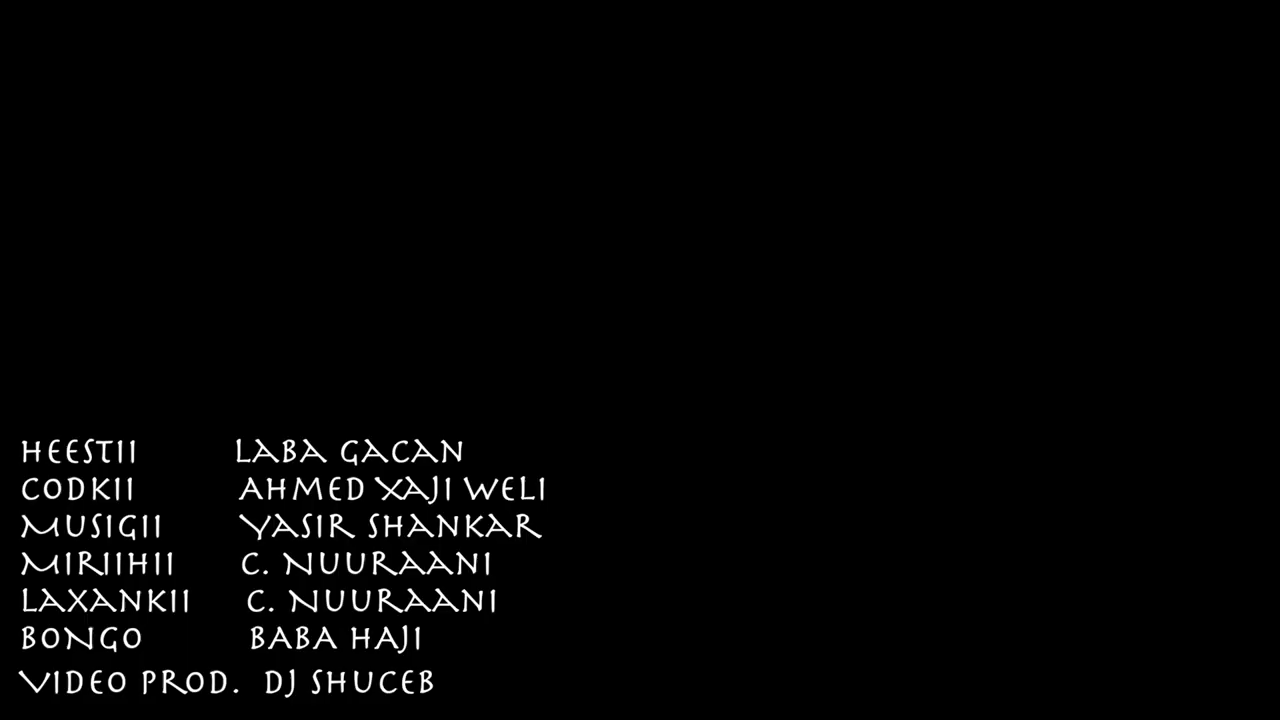 HEESTII LABA GACAN
CODKII AHMED XAJI WELI
MUSIGII YASIR SHANKAR
MIRIIHII C. NUURAANI
LAXANKII C. NUURAANI
BONGO BABA HAJI
VIDEO PROD. DJ SHUCEB